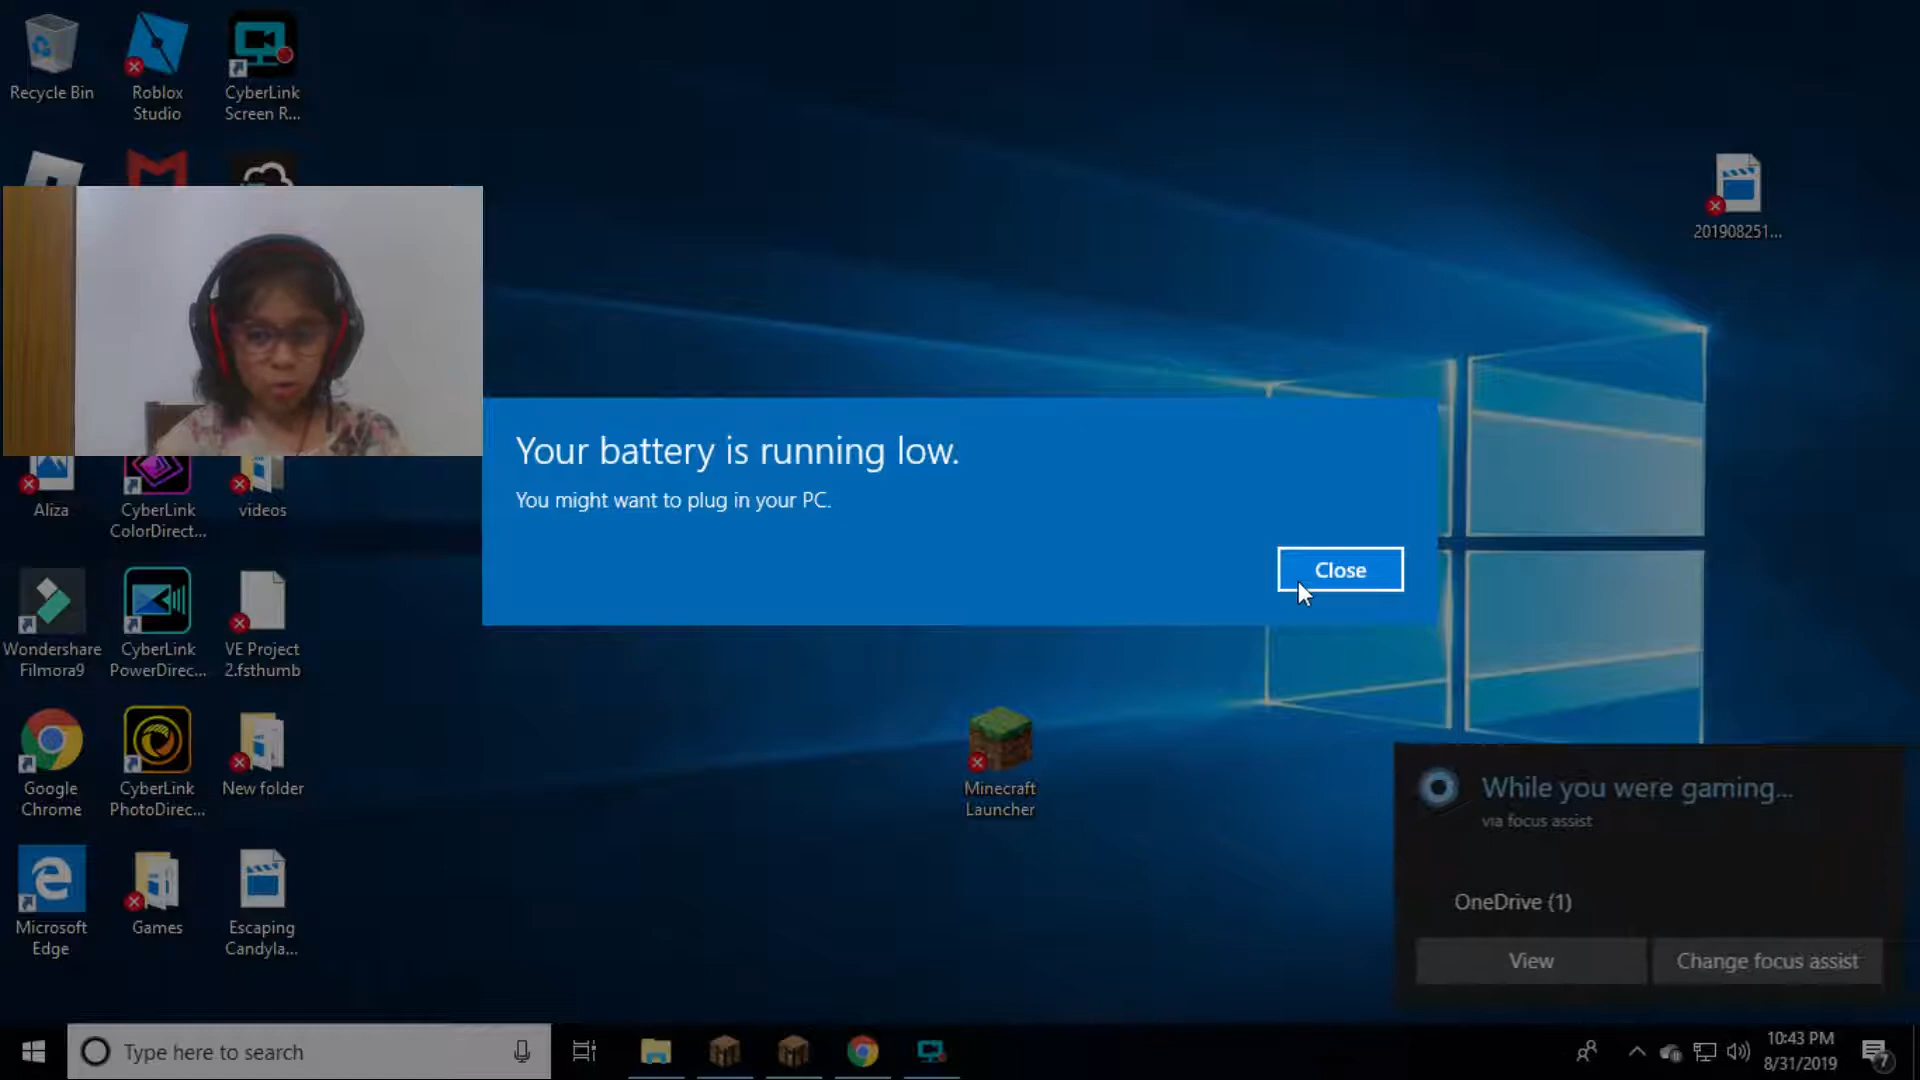 Recycle Bin
Roblox
Studio
CyberLink
Screen R...
201908251...
Your battery is running low.
You might want to plug in your PC.
Close
Aliza
CyberLink
ColorDirect...
videos
Wondershare
Filmora9
CyberLink
PowerDirec...
VE Project
2.fsthumb
Google
Chrome
CyberLink
PhotoDirec...
New folder
Minecraft
Launcher
Microsoft
Edge
Games
Escaping
Candyla...
While you were gaming...
via focus assist
OneDrive (1)
View
Change focus assist
Type here to search
10:43 PM
8/31/2019
7